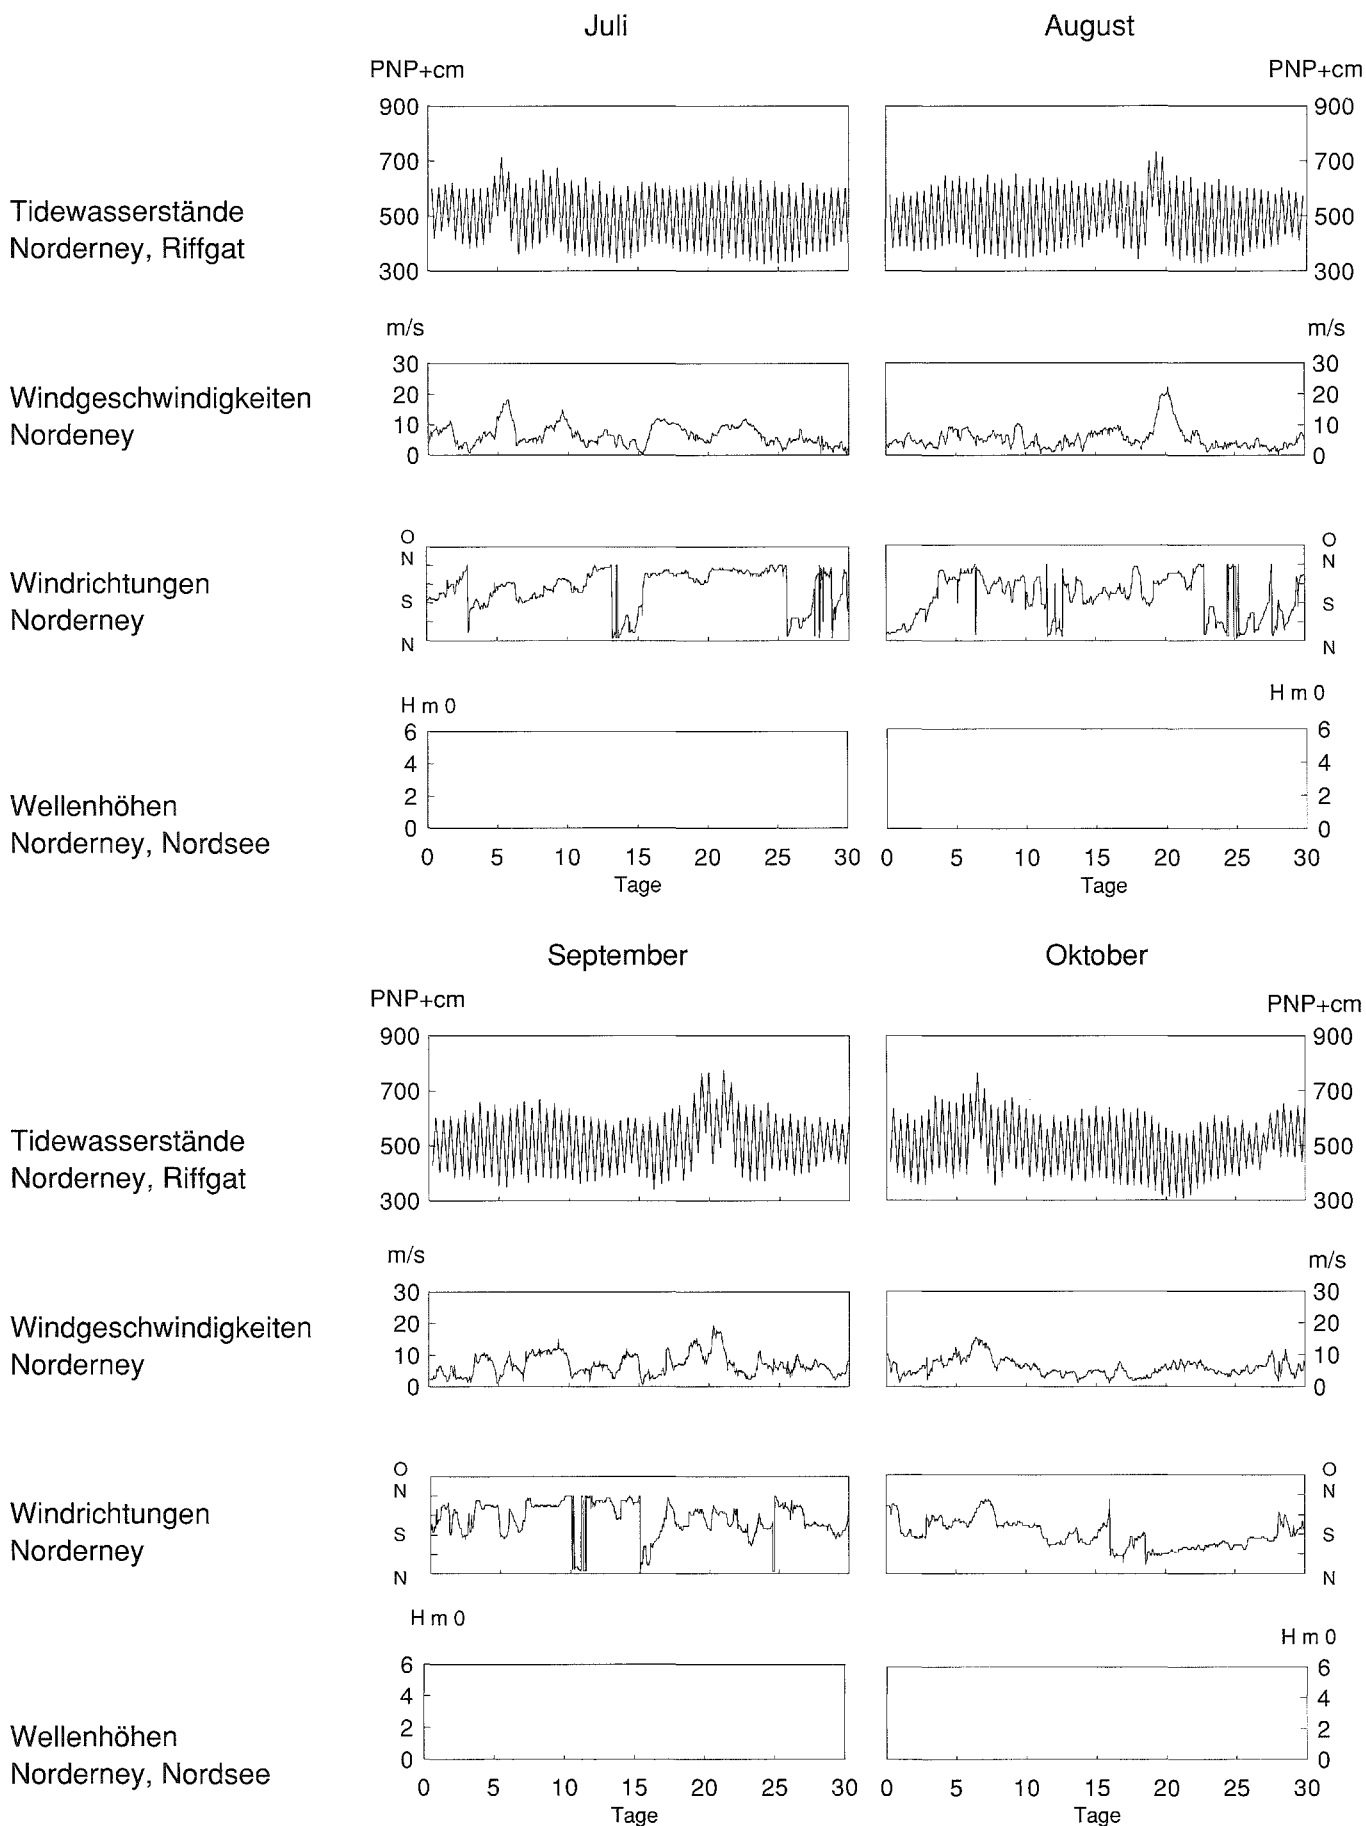 Juli
August
PNP+cm
PNP+cm
900
700
500
300
900
700
500
300
Tidewasserstände
Norderney, Riffgat
m/s
m/s
30
20
10
0
30
20
10
0
Windgeschwindigkeiten
Nordeney
O
N
S
N
O
N
S
N
Windrichtungen
Norderney
H m 0
H m 0
6
4
2
0
6
4
2
0
Wellenhöhen
Norderney, Nordsee
0 5 10 15 20 25 30
0 5 10 15 20 25 30
Tage
Tage
September
Oktober
PNP+cm
PNP+cm
900
700
500
300
900
700
500
300
Tidewasserstände
Norderney, Riffgat
m/s
m/s
30
20
10
0
30
20
10
0
Windgeschwindigkeiten
Norderney
O
N
S
N
O
N
S
N
Windrichtungen
Norderney
H m 0
H m 0
6
4
2
0
6
4
2
0
Wellenhöhen
Norderney, Nordsee
0 5 10 15 20 25 30
0 5 10 15 20 25 30
Tage
Tage